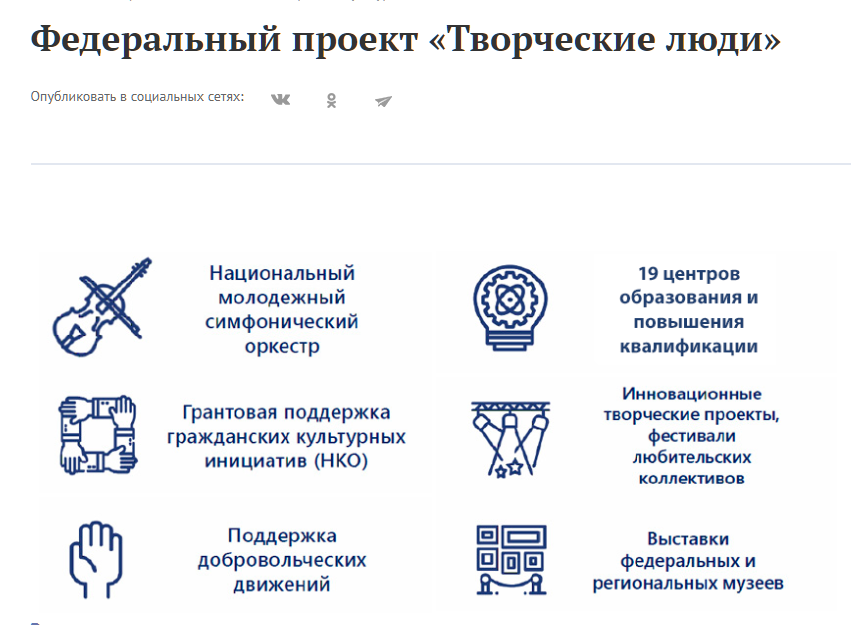 Федеральный проект «Творческие люди»
Опубликовать в социальных сетях:
Национальный
молодежный
симфонический
оркестр
19 центров
образования и
повышения
квалификации
Грантовая поддержка
гражданских культурных
инициатив (НКО)
Инновационные
творческие проекты,
фестивали
любительских
коллективов
Поддержка
добровольческих
движений
Выставки
федеральных и
региональных музеев